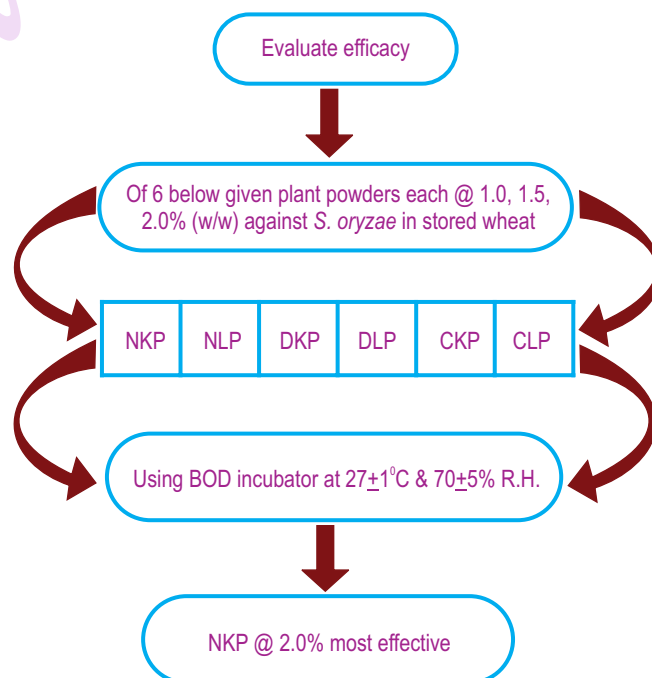 Evaluate efficacy
Of 6 below given plant powders each @ 1.0, 1.5,
2.0% (w/w) against S. oryzae in stored wheat
NKP NLP DKP DLP CKP CLP
Using BOD incubator at 27±1⁰C & 70±5% R.H.
NKP @ 2.0% most effective